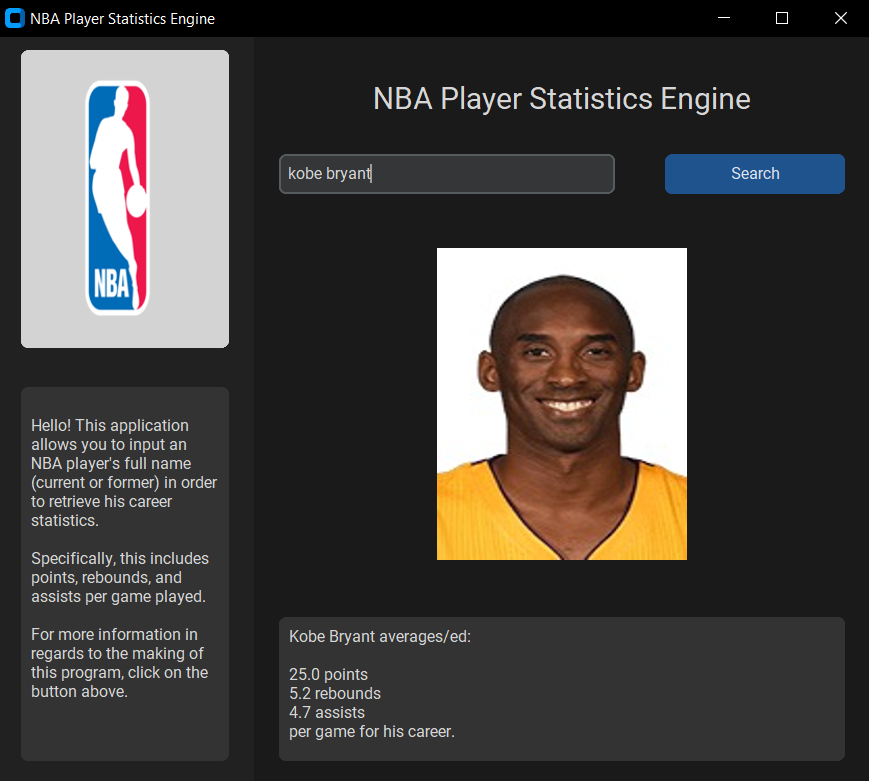 NBA Player Statistics Engine
NBA
Hello! This application
allows you to input an
NBA player's full name
(current or former) in order
to retrieve his career
statistics.
Specifically, this includes
points, rebounds, and
assists per game played.
For more information in
regards to the making of
this program, click on the
button above.
NBA Player Statistics Engine
kobe bryant
Search
Kobe Bryant averages/ed:
25.0 points
5.2 rebounds
4.7 assists
per game for his career.